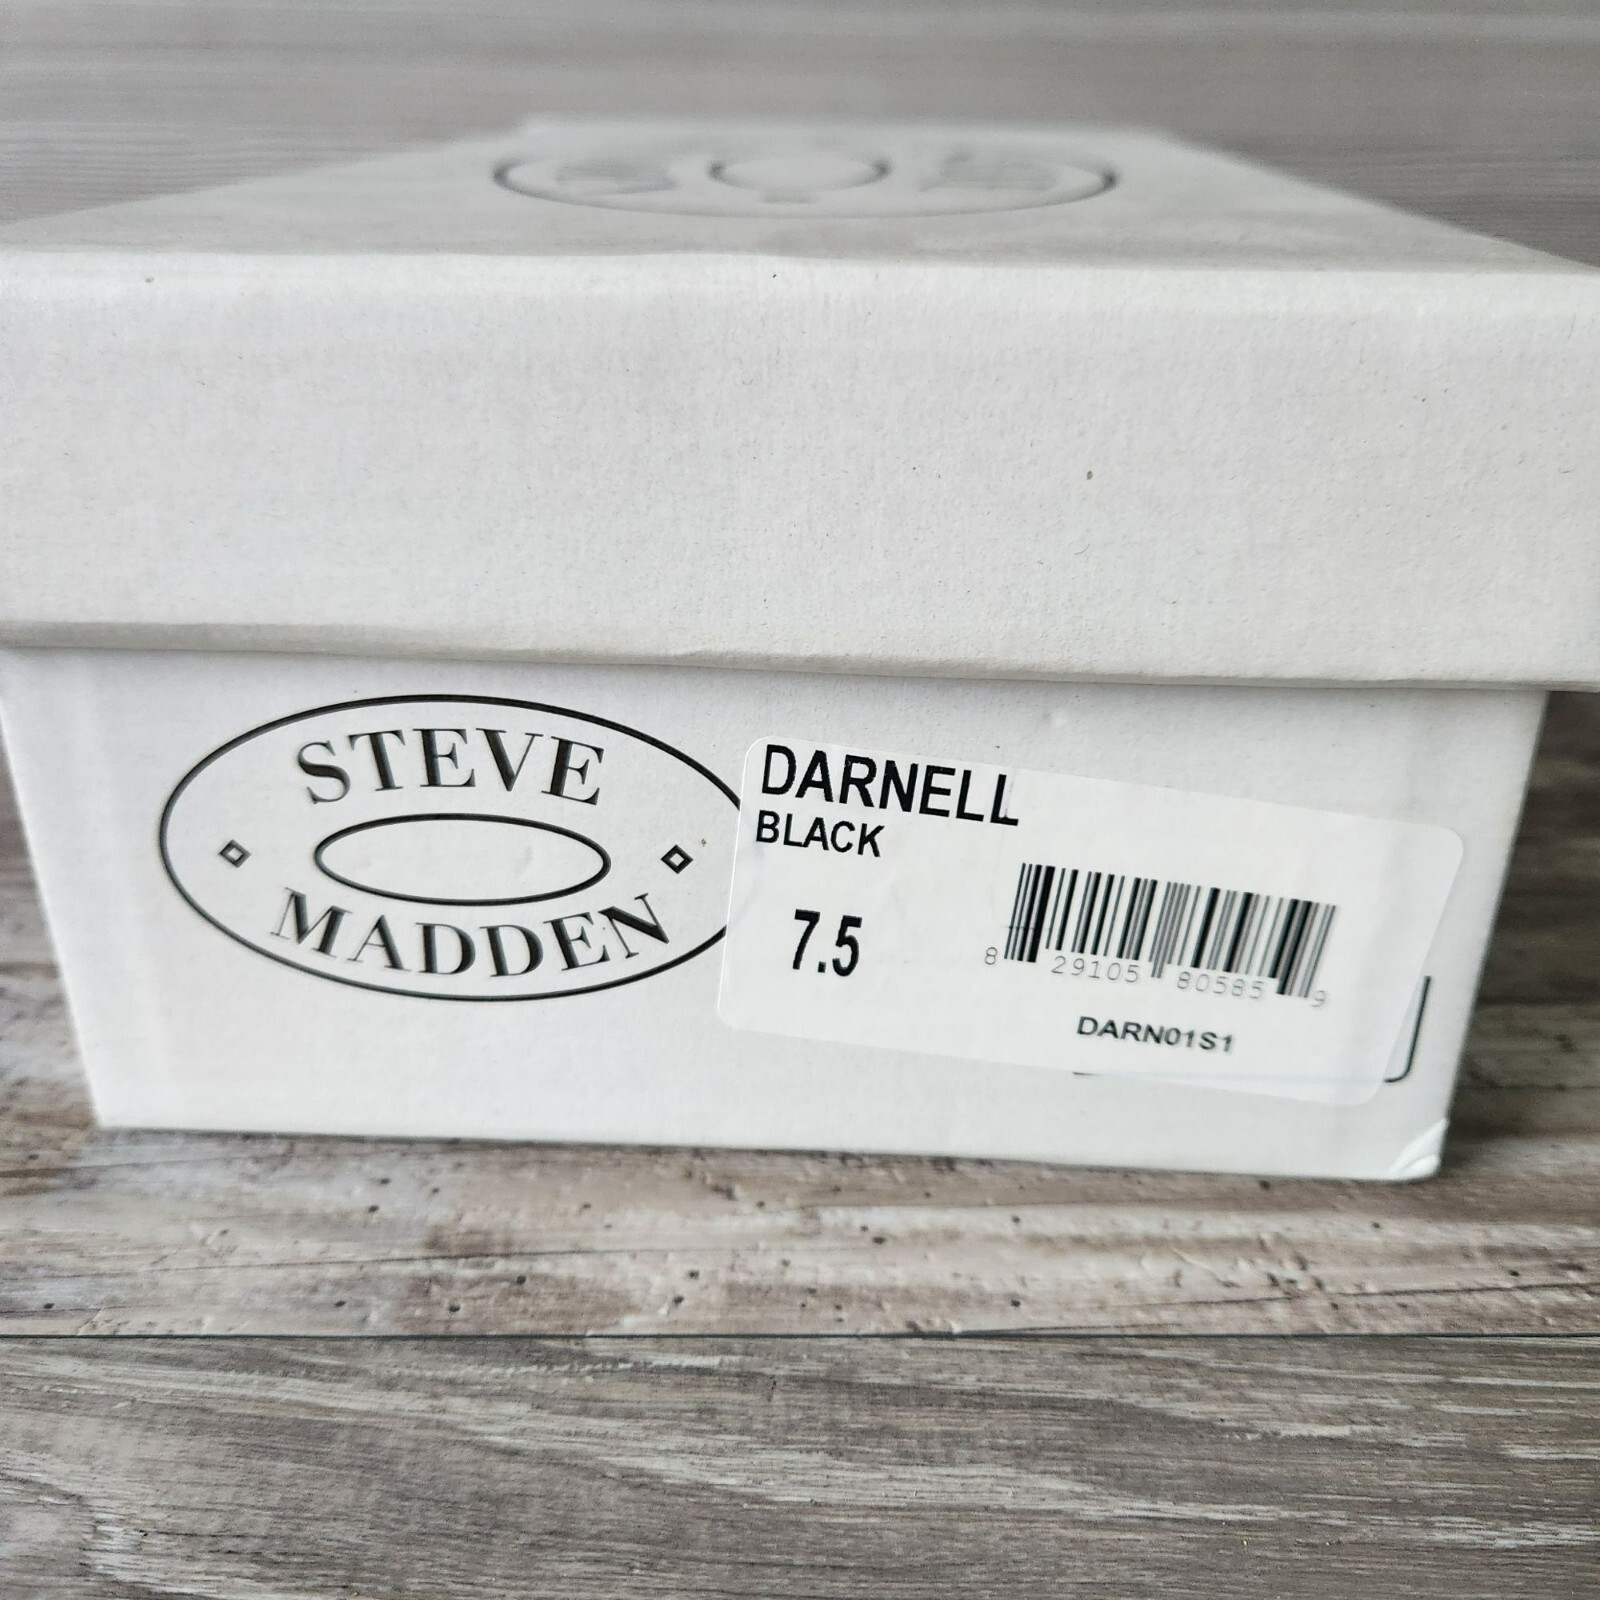 STEVE
MADDEN
DARNELL
BLACK
7.5
8 29105 80585 9
DARN01S1